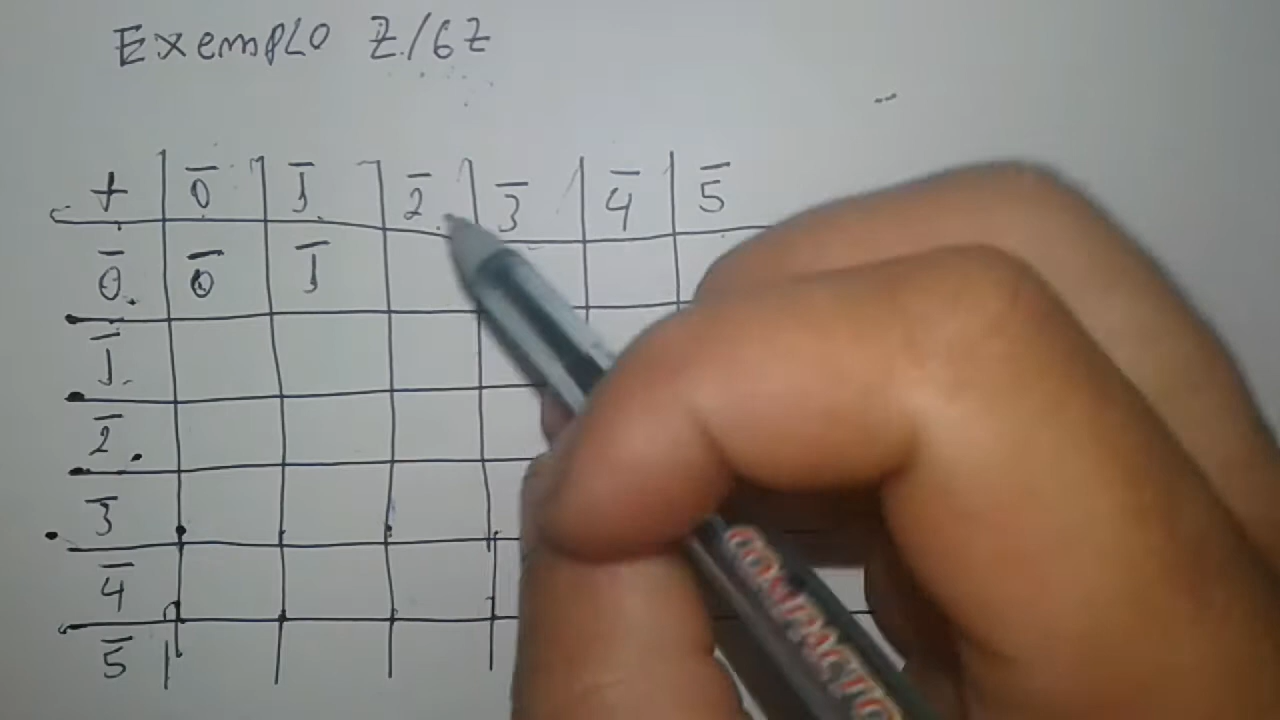 Exemplo Z/6Z
+ 0̅ 1̅ 2̅ 3̅ 4̅ 5̅
0̅ 0̅ 1̅
1̅
2̅
3̅
4̅
5̅
COMPACTO